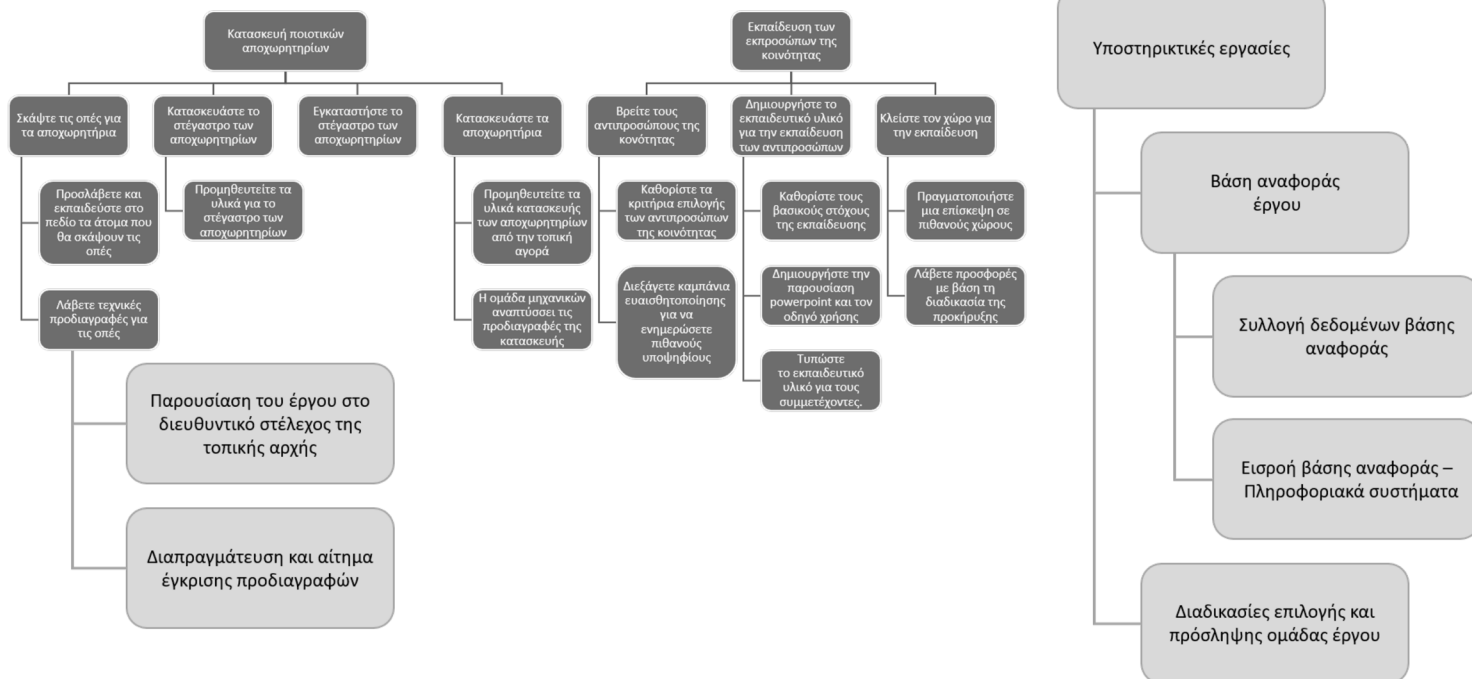 Κατασκευή ποιοτικών
αποχωρητηρίων
Σκάψτε τις οπές για
τα αποχωρητήρια
Προσλάβετε και
εκπαιδεύστε στο
πεδίο τα άτομα που
θα σκάψουν τις
οπές
Λάβετε τεχνικές
προδιαγραφές για
τις οπές
Παρουσίαση του έργου στο
διευθυντικό στέλεχος της
τοπικής αρχής
Διαπραγμάτευση και αίτημα
έγκρισης προδιαγραφών
Κατασκευάστε το
στέγαστρο των
αποχωρητηρίων
Προμηθευτείτε τα
υλικά για το
στέγαστρο των
αποχωρητηρίων
Εγκαταστήστε το
στέγαστρο των
αποχωρητηρίων
Κατασκευάστε τα
αποχωρητήρια
Προμηθευτείτε τα
υλικά κατασκευής
των αποχωρητηρίων
από την τοπική
αγορά
Η ομάδα μηχανικών
αναπτύσσει τις
προδιαγραφές της
κατασκευής
Εκπαίδευση των
εκπροσώπων της
κοινότητας
Βρείτε τους
αντιπροσώπους της
κονότητας
Καθορίστε τα
κριτήρια επιλογής
των αντιπροσώπων
της κοινότητας
Διεξάγετε καμπάνια
ευαισθητοποίησης
για να
ενημερώσετε
πιθανούς
υποψηφίους
Δημιουργήστε το
εκπαιδευτικό υλικό
για την εκπαίδευση
των αντιπροσώπων
Καθορίστε τους
βασικούς στόχους
της εκπαίδευσης
Δημιουργήστε την
παρουσίαση
powerpoint και τον
οδηγό χρήσης
Τυπώστε
το εκπαιδευτικό
υλικό για τους
συμμετέχοντες.
Κλείστε τον χώρο για
την εκπαίδευση
Πραγματοποιήστε
μια επίσκεψη σε
πιθανούς χώρους
Λάβετε προσφορές
με βάση τη
διαδικασία της
προκήρυξης
Υποστηρικτικές εργασίες
Βάση αναφοράς
έργου
Συλλογή δεδομένων βάσης
αναφοράς
Εισροή βάσης αναφοράς –
Πληροφοριακά συστήματα
Διαδικασίες επιλογής και
πρόσληψης ομάδας έργου